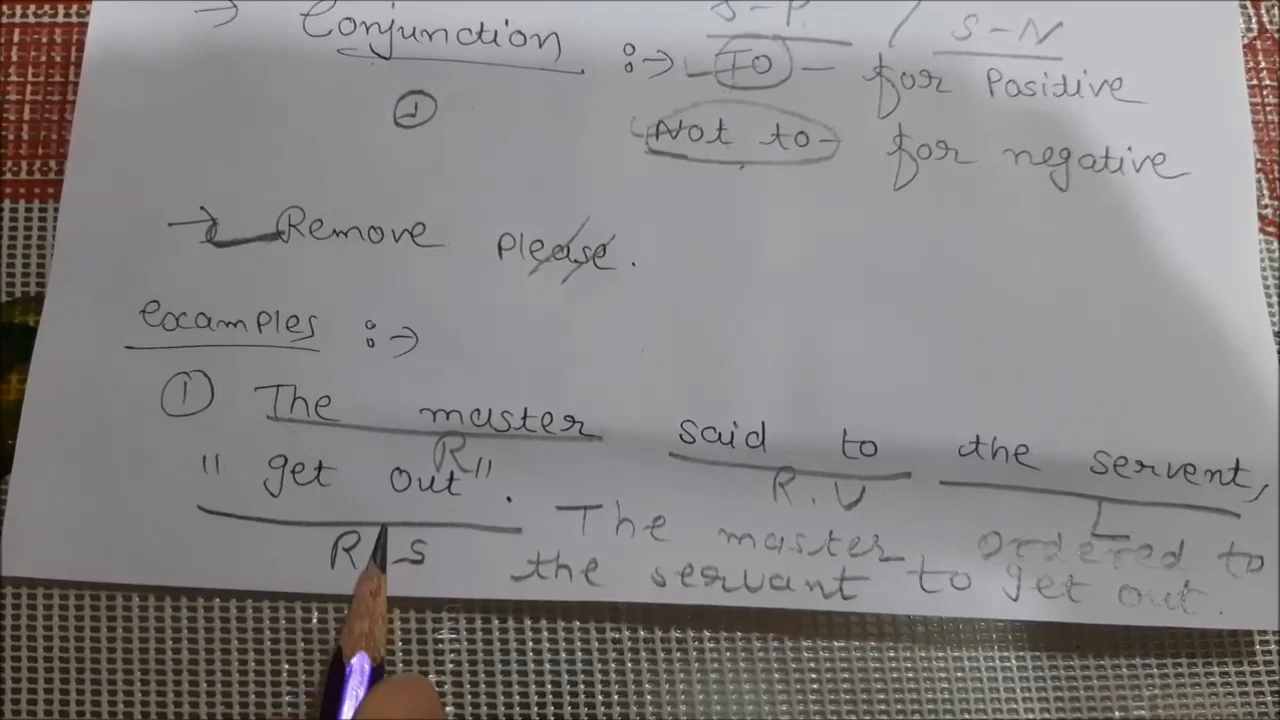 S-P. / S-N
→ Conjunction :→ TO - for Positive
①
Not to - for negative
→ Remove please.
examples :→
① The master said to the servent,
R R.V L
"get out". The master ordered to
R S the servant to get out.